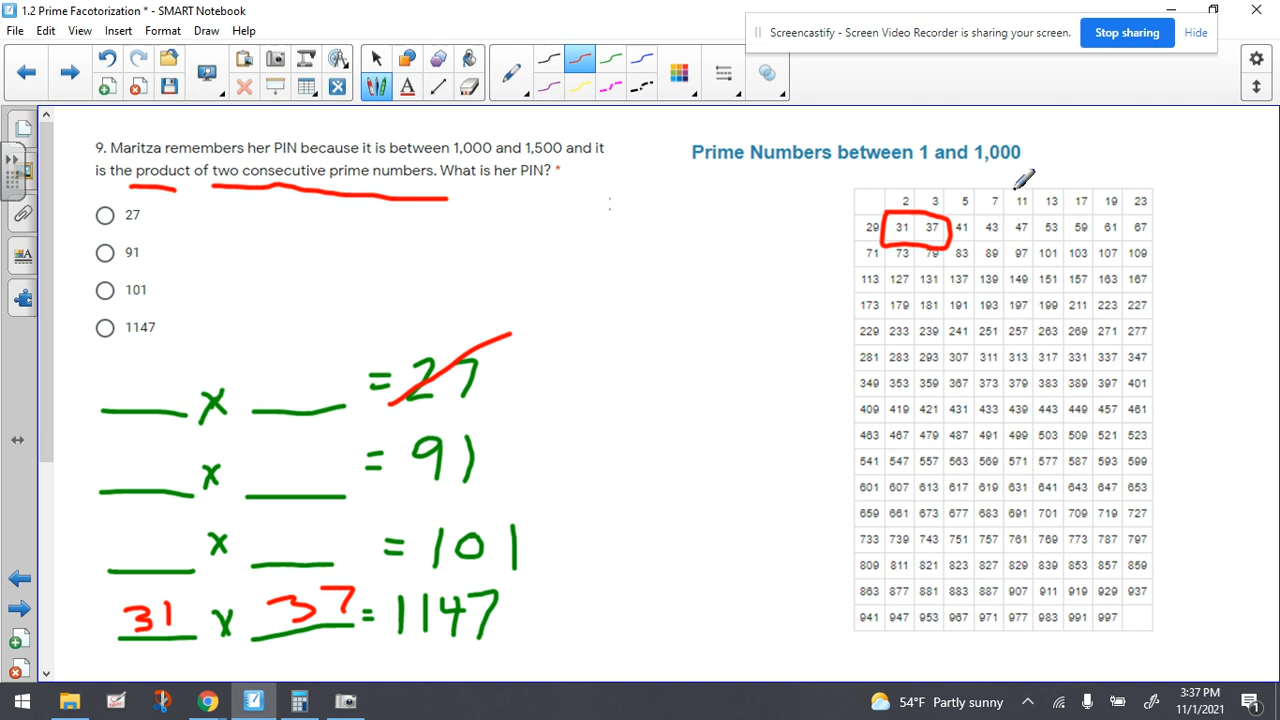 1.2 Prime Facotorization * - SMART Notebook
Screencastify - Screen Video Recorder is sharing your screen.
Stop sharing
Hide
File Edit View Insert Format Tools Draw Help
9. Maritza remembers her PIN because it is between 1,000 and 1,500 and it
is the product of two consecutive prime numbers. What is her PIN? *
27
91
101
1147
___ x ___ = 27
___ x ___ = 91
___ x ___ = 101
31 x 37 = 1147
Prime Numbers between 1 and 1,000
2 3 5 7 11 13 17 19 23
29 31 37 41 43 47 53 59 61 67
71 73 79 83 89 97 101 103 107 109
113 127 131 137 139 149 151 157 163 167
173 179 181 191 193 197 199 211 223 227
229 233 239 241 251 257 263 269 271 277
281 283 293 307 311 313 317 331 337 347
349 353 359 367 373 379 383 389 397 401
409 419 421 431 433 439 443 449 457 461
463 467 479 487 491 499 503 509 521 523
541 547 557 563 569 571 577 587 593 599
601 607 613 617 619 631 641 643 647 653
659 661 673 677 683 691 701 709 719 727
733 739 743 751 757 761 769 773 787 797
809 811 821 823 827 829 839 853 857 859
863 877 881 883 887 907 911 919 929 937
941 947 953 967 971 977 983 991 997
54°F Partly sunny
3:37 PM
11/1/2021
1